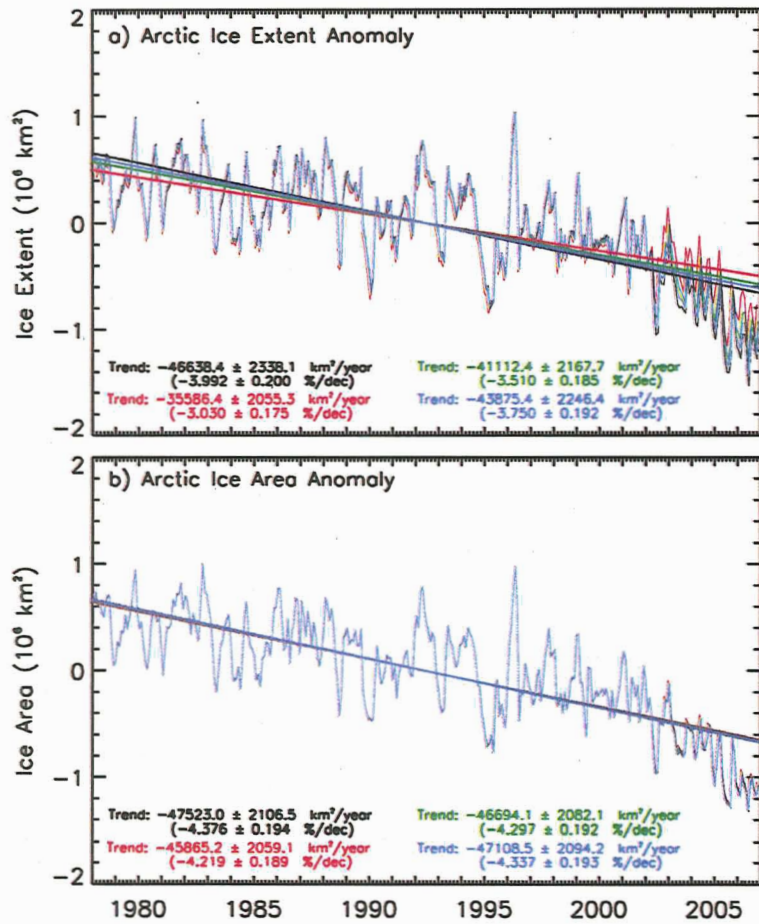 2
a) Arctic Ice Extent Anomaly
1
0
-1
-2
Ice Extent (10⁶ km²)
Trend: -46638.4 ± 2338.1 km²/year
(-3.992 ± 0.200 %/dec)
Trend: -35586.4 ± 2055.3 km²/year
(-3.030 ± 0.175 %/dec)
Trend: -41112.4 ± 2167.7 km²/year
(-3.510 ± 0.185 %/dec)
Trend: -43875.4 ± 2246.4 km²/year
(-3.750 ± 0.192 %/dec)
2
b) Arctic Ice Area Anomaly
1
0
-1
-2
Ice Area (10⁶ km²)
Trend: -47523.0 ± 2106.5 km²/year
(-4.376 ± 0.194 %/dec)
Trend: -45865.2 ± 2059.1 km²/year
(-4.219 ± 0.189 %/dec)
Trend: -46694.1 ± 2082.1 km²/year
(-4.297 ± 0.192 %/dec)
Trend: -47108.5 ± 2094.2 km²/year
(-4.337 ± 0.193 %/dec)
1980 1985 1990 1995 2000 2005